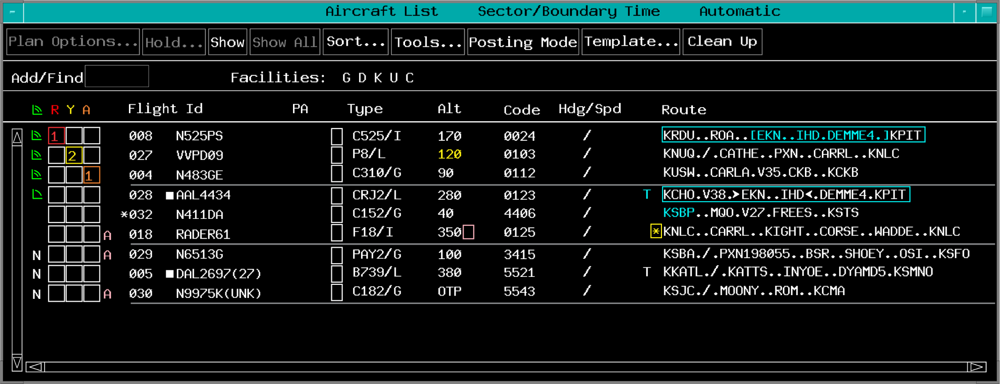 Aircraft List Sector/Boundary Time Automatic
Plan Options... Hold... Show Show All Sort... Tools... Posting Mode Template... Clean Up
Add/Find Facilities: G D K U C
R Y A Flight Id PA Type Alt Code Hdg/Spd Route
1 008 N525PS C525/I 170 0024 / KRDU..ROA..[EKN..IHD.DEMME4.]KPIT
2 027 VVPD09 P8/L 120 0103 / KNUQ./.CATHE..PXN..CARRL..KNLC
1 004 N483GE C310/G 90 0112 / KUSW..CARLA.V35.CKB..KCKB
028 ■AAL4434 CRJ2/L 280 0123 / T KCHO.V38.➤EKN..IHD⮜.DEMME4.KPIT
*032 N411DA C152/G 40 4406 / KSBP..MQO.V27.FREES..KSTS
A 018 RADER61 F18/I 350 0125 / *KNLC..CARRL..KIGHT..CORSE..WADDE..KNLC
N A 029 N6513G PAY2/G 100 3415 / KSBA./.PXN198055..BSR..SHOEY..OSI..KSFO
N 005 ■DAL2697(27) B739/L 380 5521 / T KKATL./.KATTS..INYOE..DYAMD5.KSMNO
N A 030 N9975K(UNK) C182/G OTP 5543 / KSJC./.MOONY..ROM..KCMA